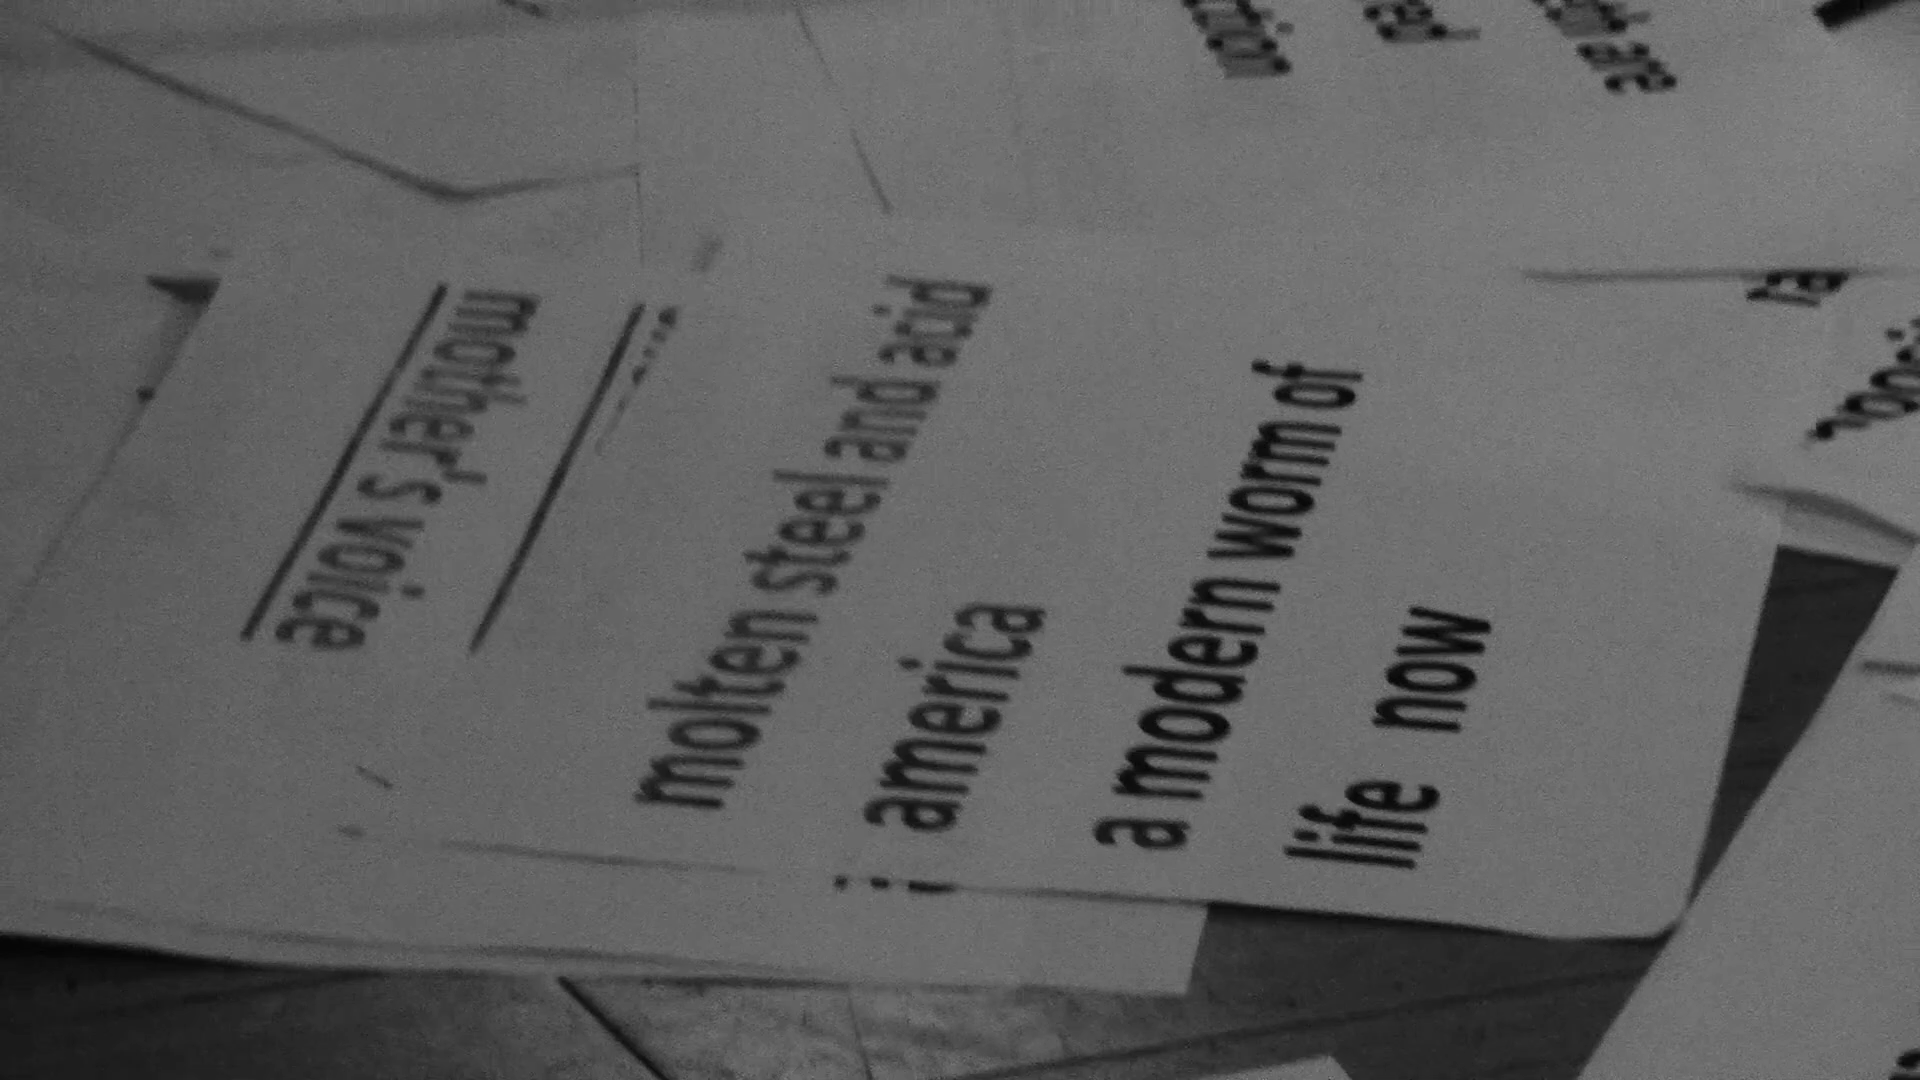 mother's voice
molten steel and acid
america
a modern worm of
life now